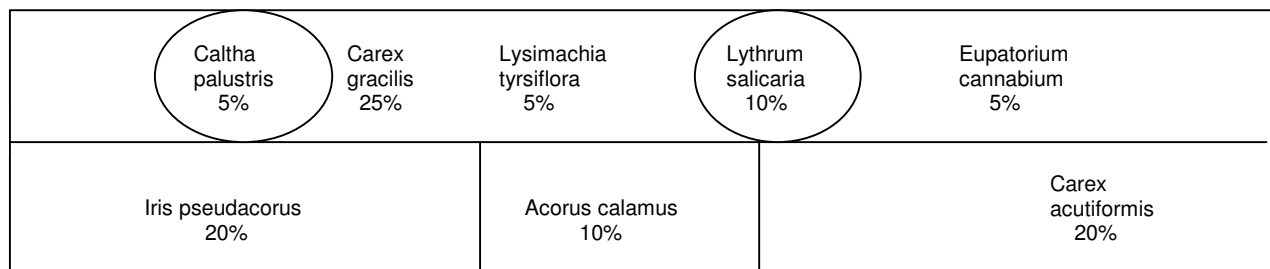 Caltha
palustris
5%
Carex
gracilis
25%
Lysimachia
tyrsiflora
5%
Lythrum
salicaria
10%
Eupatorium
cannabium
5%
Iris pseudacorus
20%
Acorus calamus
10%
Carex
acutiformis
20%